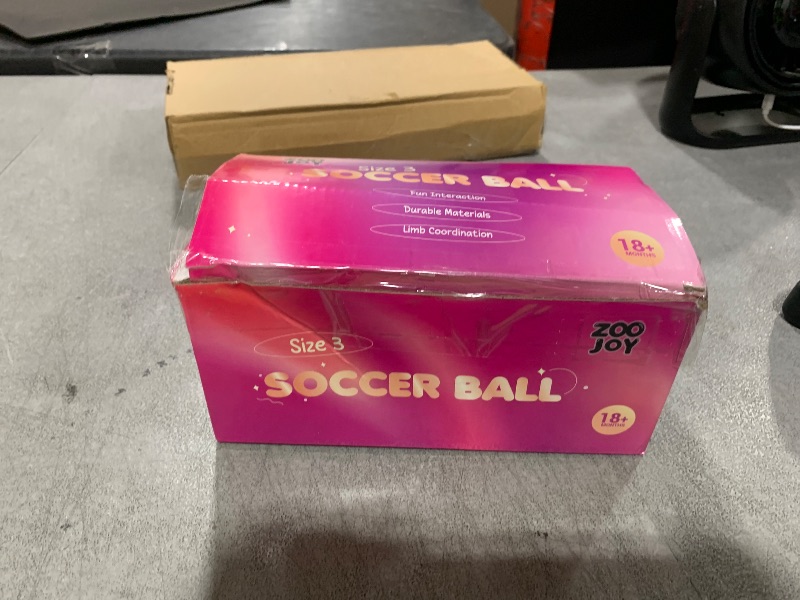 ZOO
JOY
Size 3
SOCCER BALL
Fun Interaction
Durable Materials
Limb Coordination
18+
MONTHS
Size 3
ZOO
JOY
SOCCER BALL
18+
MONTHS